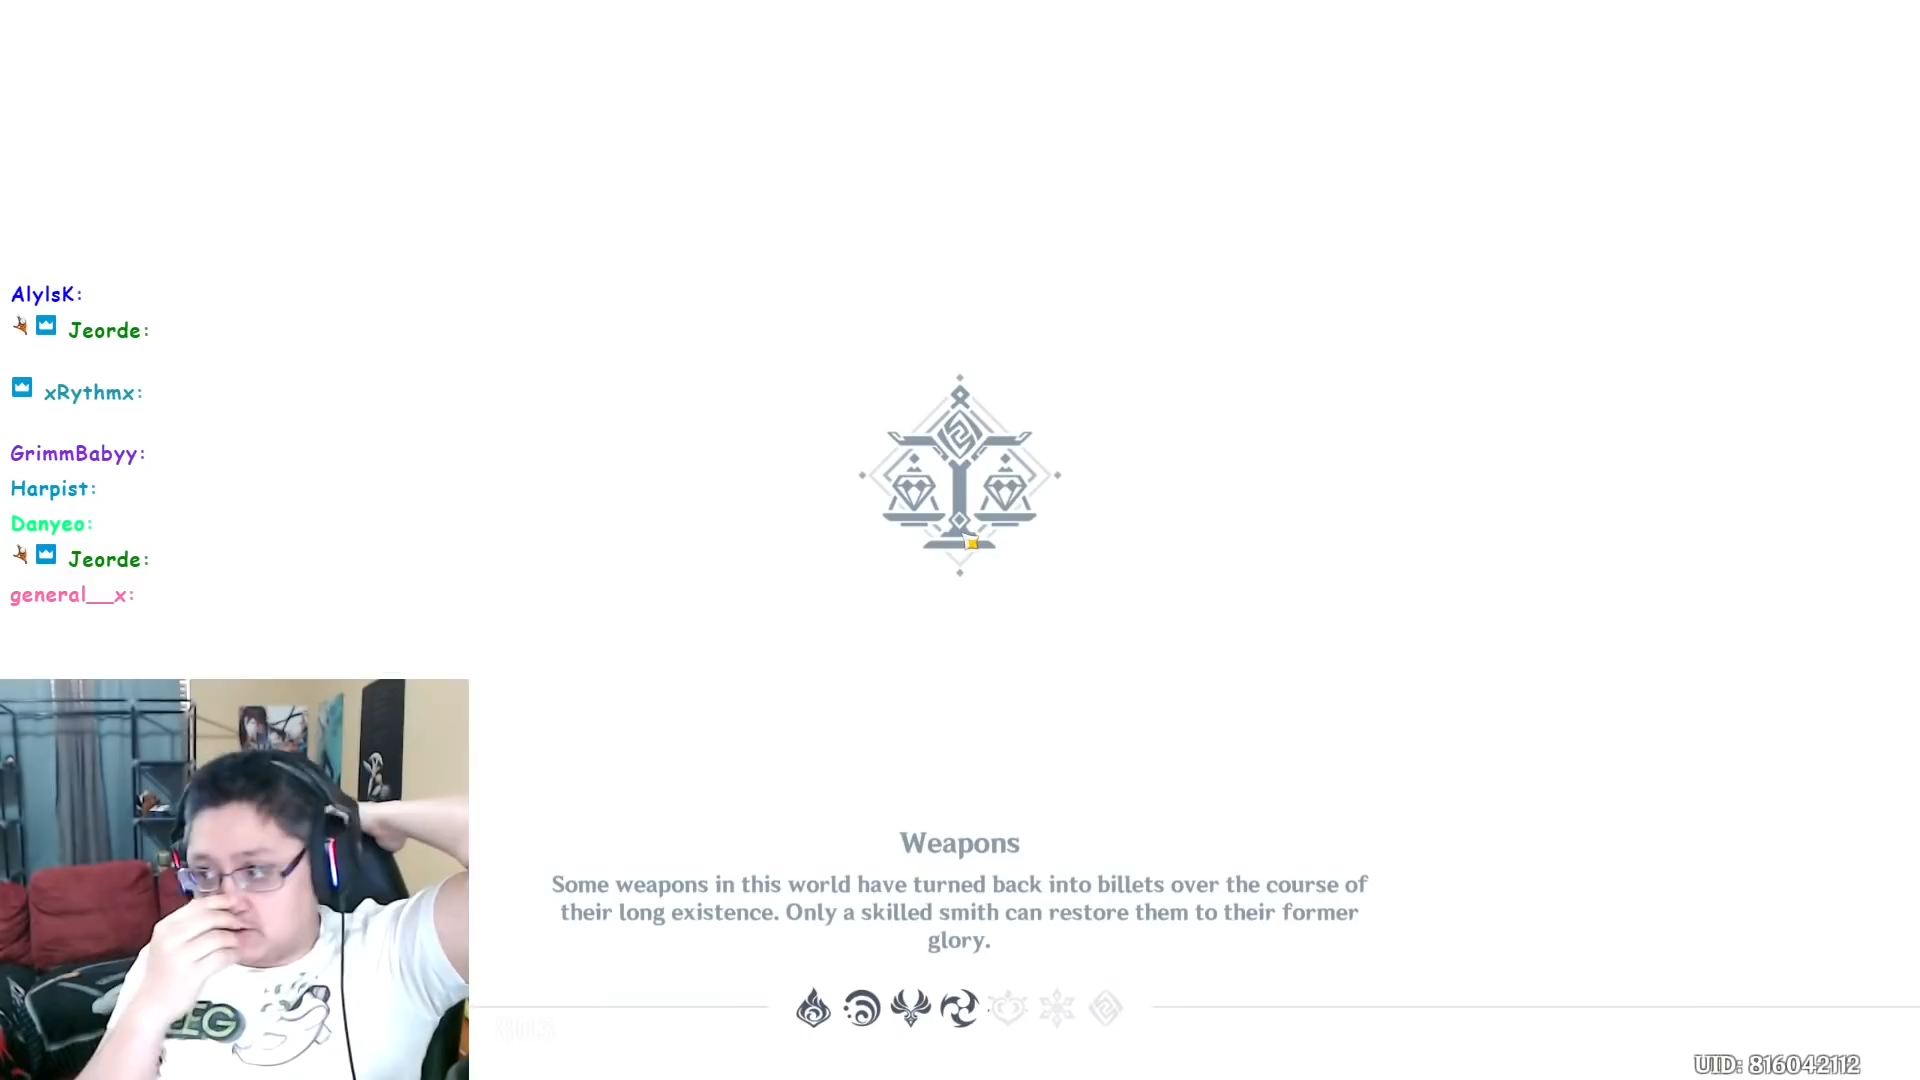 AlylsK:
Jeorde:
xRythmx:
GrimmBabyy:
Harpist:
Danyeo:
Jeorde:
general__x:
Weapons
Some weapons in this world have turned back into billets over the course of
their long existence. Only a skilled smith can restore them to their former
glory.
UID: 816042112